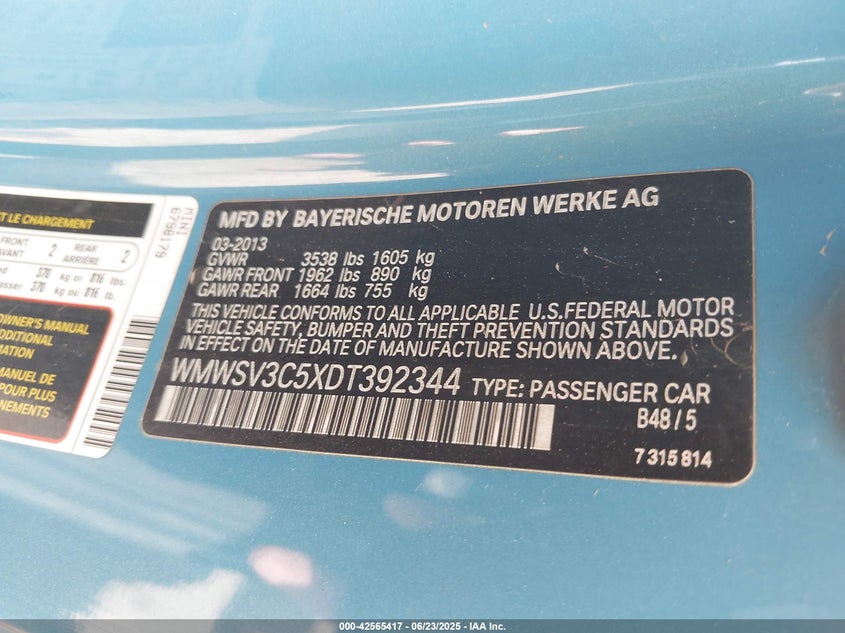 T LE CHARGEMENT
FRONT
AVANT 2 REAR
ARRIÈRE 2
370 kg or 816 lbs.
370 kg ou 816 lb.
OWNER'S MANUAL
MANUEL DE
POUR PLUS
MINI
6798179
MFD BY BAYERISCHE MOTOREN WERKE AG
03-2013
GVWR 3538 lbs 1605 kg
GAWR FRONT 1962 lbs 890 kg
GAWR REAR 1664 lbs 755 kg
THIS VEHICLE CONFORMS TO ALL APPLICABLE U.S.FEDERAL MOTOR
VEHICLE SAFETY, BUMPER AND THEFT PREVENTION STANDARDS
IN EFFECT ON THE DATE OF MANUFACTURE SHOWN ABOVE.
WMWSV3C5XDT392344 TYPE: PASSENGER CAR
B48/5
7 315 814
000-42565417 - 06/23/2025 - IAA Inc.